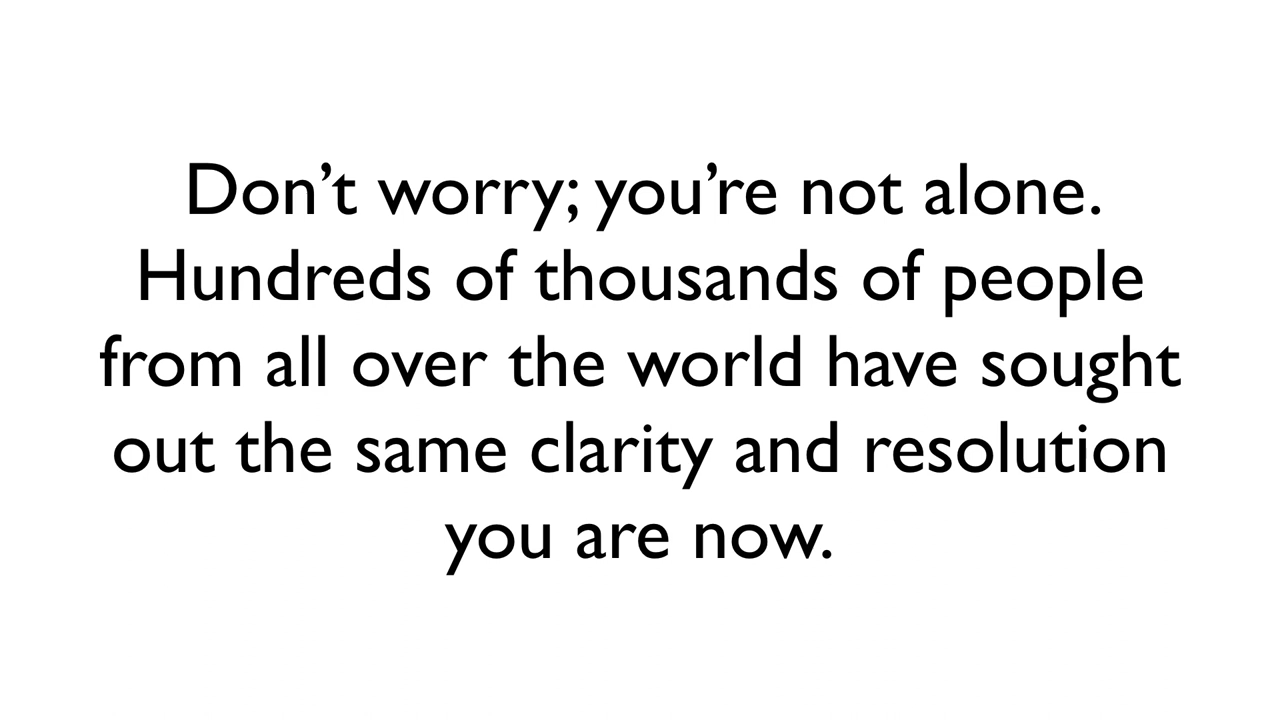 Don’t worry; you’re not alone.
Hundreds of thousands of people
from all over the world have sought
out the same clarity and resolution
you are now.